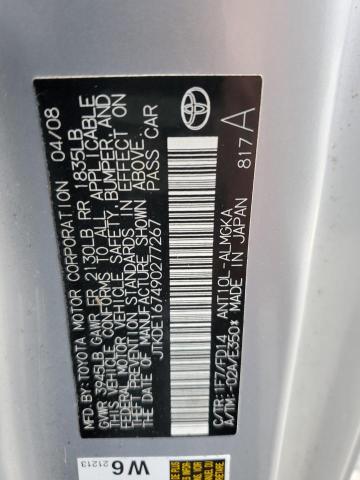 MFD. BY: TOYOTA MOTOR CORPORATION 04/08
GVWR 3945LB GAWR FR 2130LB RR 1835LB
THIS VEHICLE CONFORMS TO ALL APPLICABLE
FEDERAL MOTOR VEHICLE SAFETY, BUMPER, AND
THEFT PREVENTION STANDARDS IN EFFECT ON
THE DATE OF MANUFACTURE SHOWN ABOVE.
JTKDE167490277267 PASS CAR
C/TR: 1F7/FD14 ANT10L-ALMGKA
A/TM: -02A/E350* MADE IN JAPAN 817 A
W6
21213